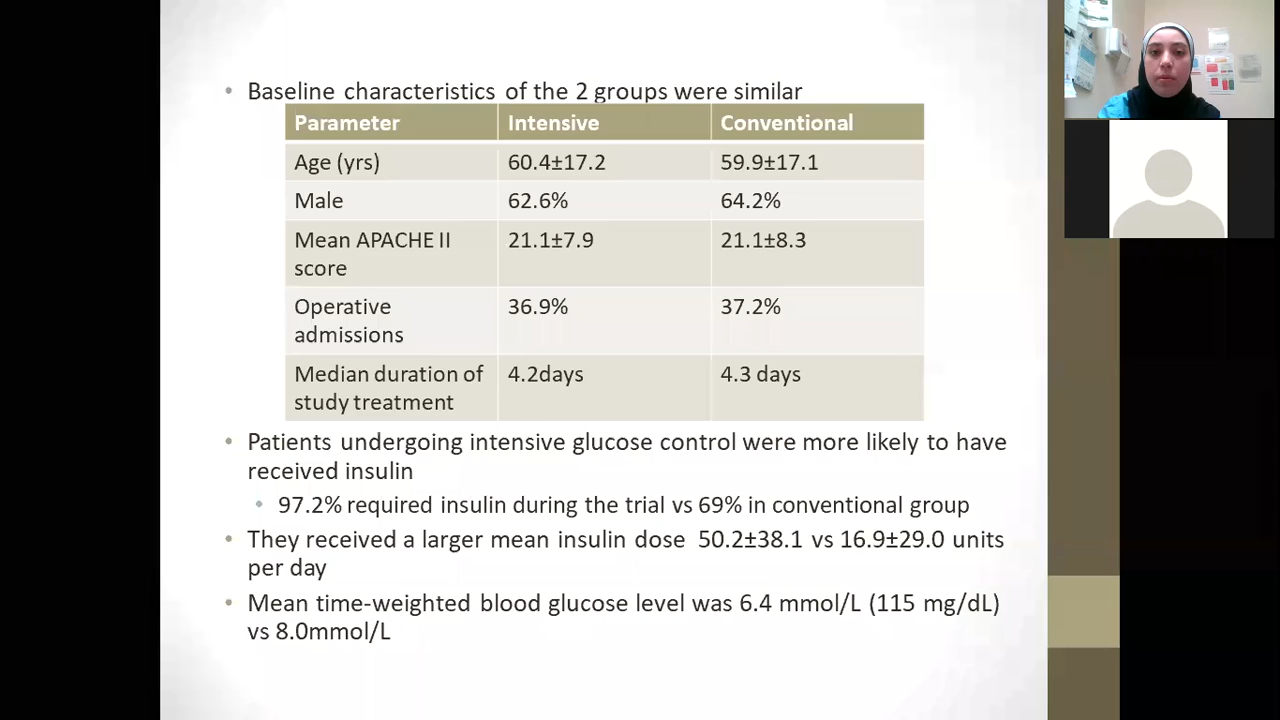 Baseline characteristics of the 2 groups were similar
Parameter Intensive Conventional
Age (yrs) 60.4±17.2 59.9±17.1
Male 62.6% 64.2%
Mean APACHE II 21.1±7.9 21.1±8.3
score
Operative 36.9% 37.2%
admissions
Median duration of 4.2days 4.3 days
study treatment
Patients undergoing intensive glucose control were more likely to have
received insulin
97.2% required insulin during the trial vs 69% in conventional group
They received a larger mean insulin dose 50.2±38.1 vs 16.9±29.0 units
per day
Mean time-weighted blood glucose level was 6.4 mmol/L (115 mg/dL)
vs 8.0mmol/L